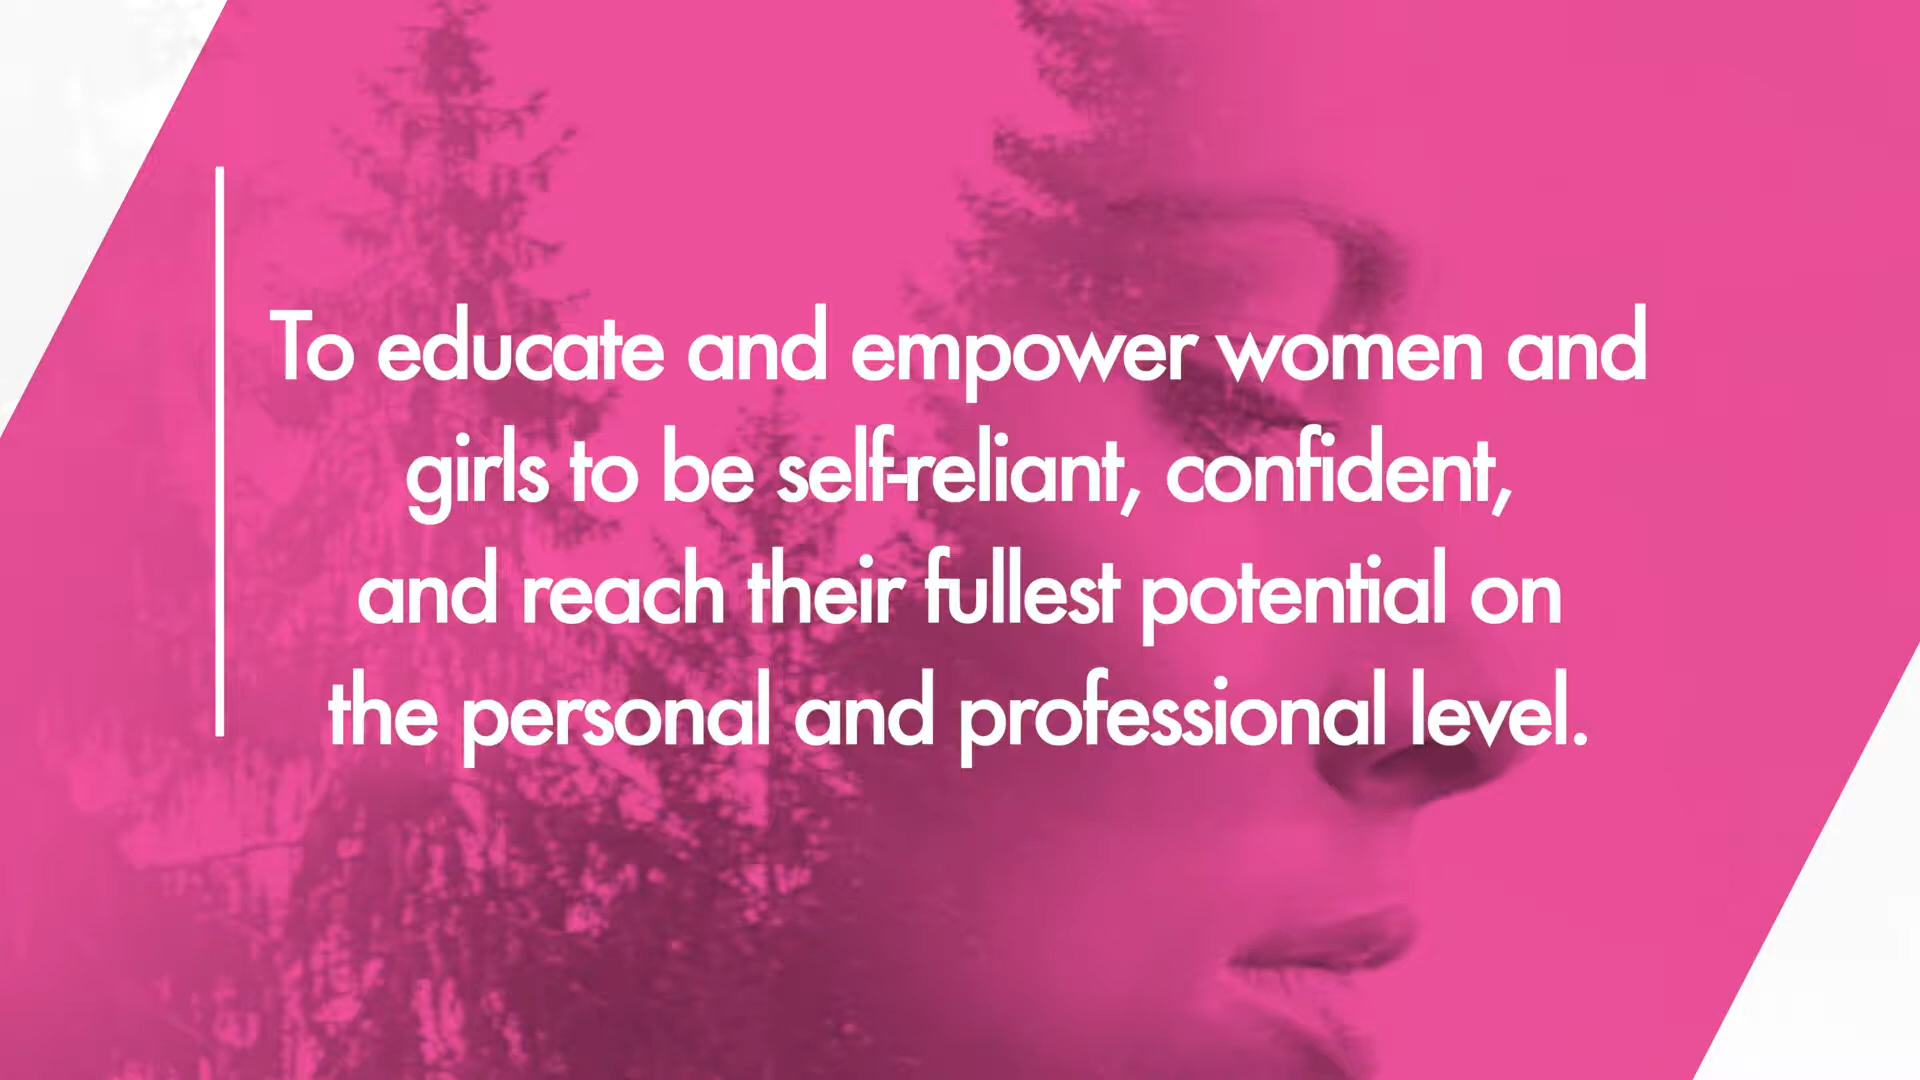 To educate and empower women and
girls to be self-reliant, confident,
and reach their fullest potential on
the personal and professional level.